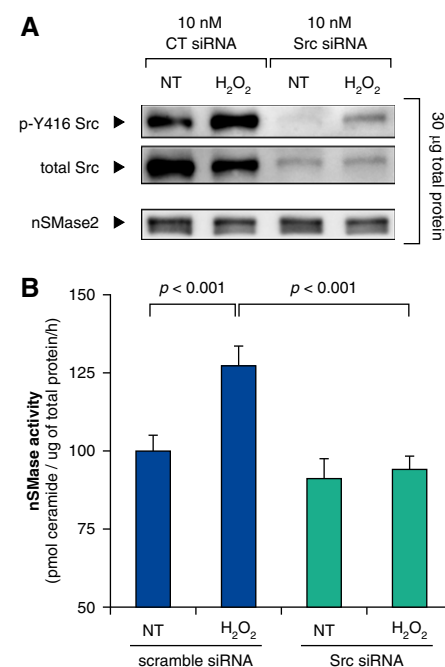 A
10 nM 10 nM
CT siRNA Src siRNA
NT H₂O₂ NT H₂O₂
p-Y416 Src
total Src
nSMase2
30 µg total protein
B
p < 0.001 p < 0.001
nSMase activity
(pmol ceramide / ug of total protein/h)
150
125
100
75
50
NT H₂O₂ NT H₂O₂
scramble siRNA Src siRNA